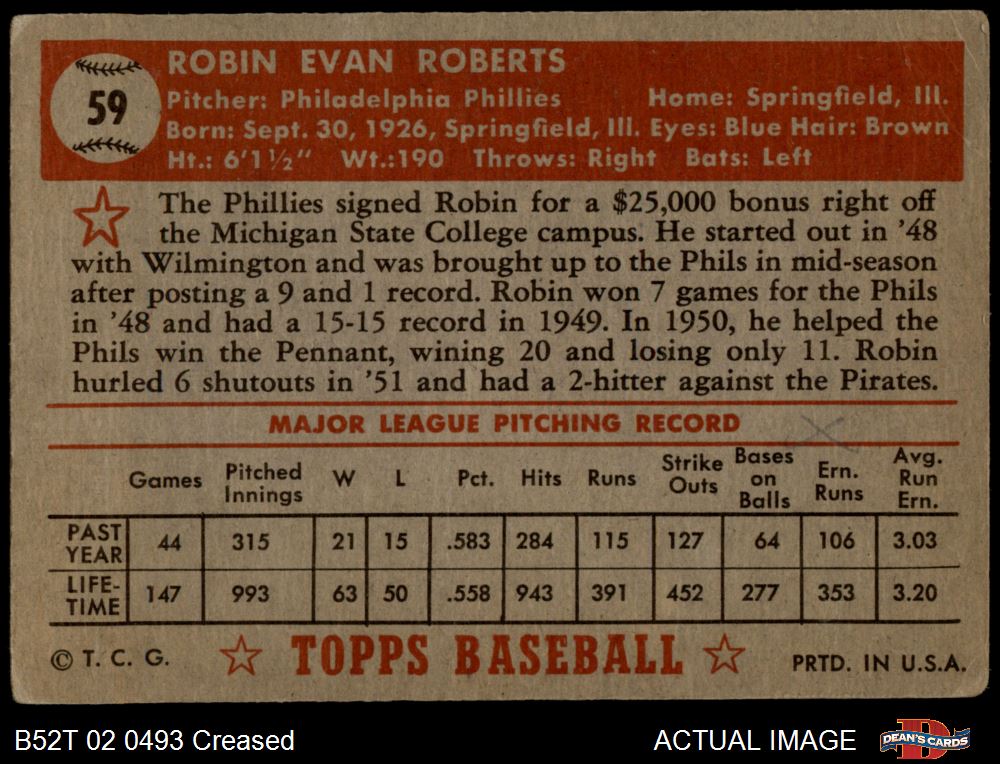 59
ROBIN EVAN ROBERTS
Pitcher: Philadelphia Phillies Home: Springfield, Ill.
Born: Sept. 30, 1926, Springfield, Ill. Eyes: Blue Hair: Brown
Ht.: 6'1½" Wt.:190 Throws: Right Bats: Left
The Phillies signed Robin for a $25,000 bonus right off
the Michigan State College campus. He started out in '48
with Wilmington and was brought up to the Phils in mid-season
after posting a 9 and 1 record. Robin won 7 games for the Phils
in '48 and had a 15-15 record in 1949. In 1950, he helped the
Phils win the Pennant, wining 20 and losing only 11. Robin
hurled 6 shutouts in '51 and had a 2-hitter against the Pirates.
MAJOR LEAGUE PITCHING RECORD
Games Pitched Innings W L Pct. Hits Runs Strike Outs Bases on Balls Ern. Runs Avg. Run Ern.
PAST YEAR 44 315 21 15 .583 284 115 127 64 106 3.03
LIFE-TIME 147 993 63 50 .558 943 391 452 277 353 3.20
© T. C. G. TOPPS BASEBALL PRTD. IN U.S.A.
B52T 02 0493 Creased ACTUAL IMAGE D DEAN'S CARDS